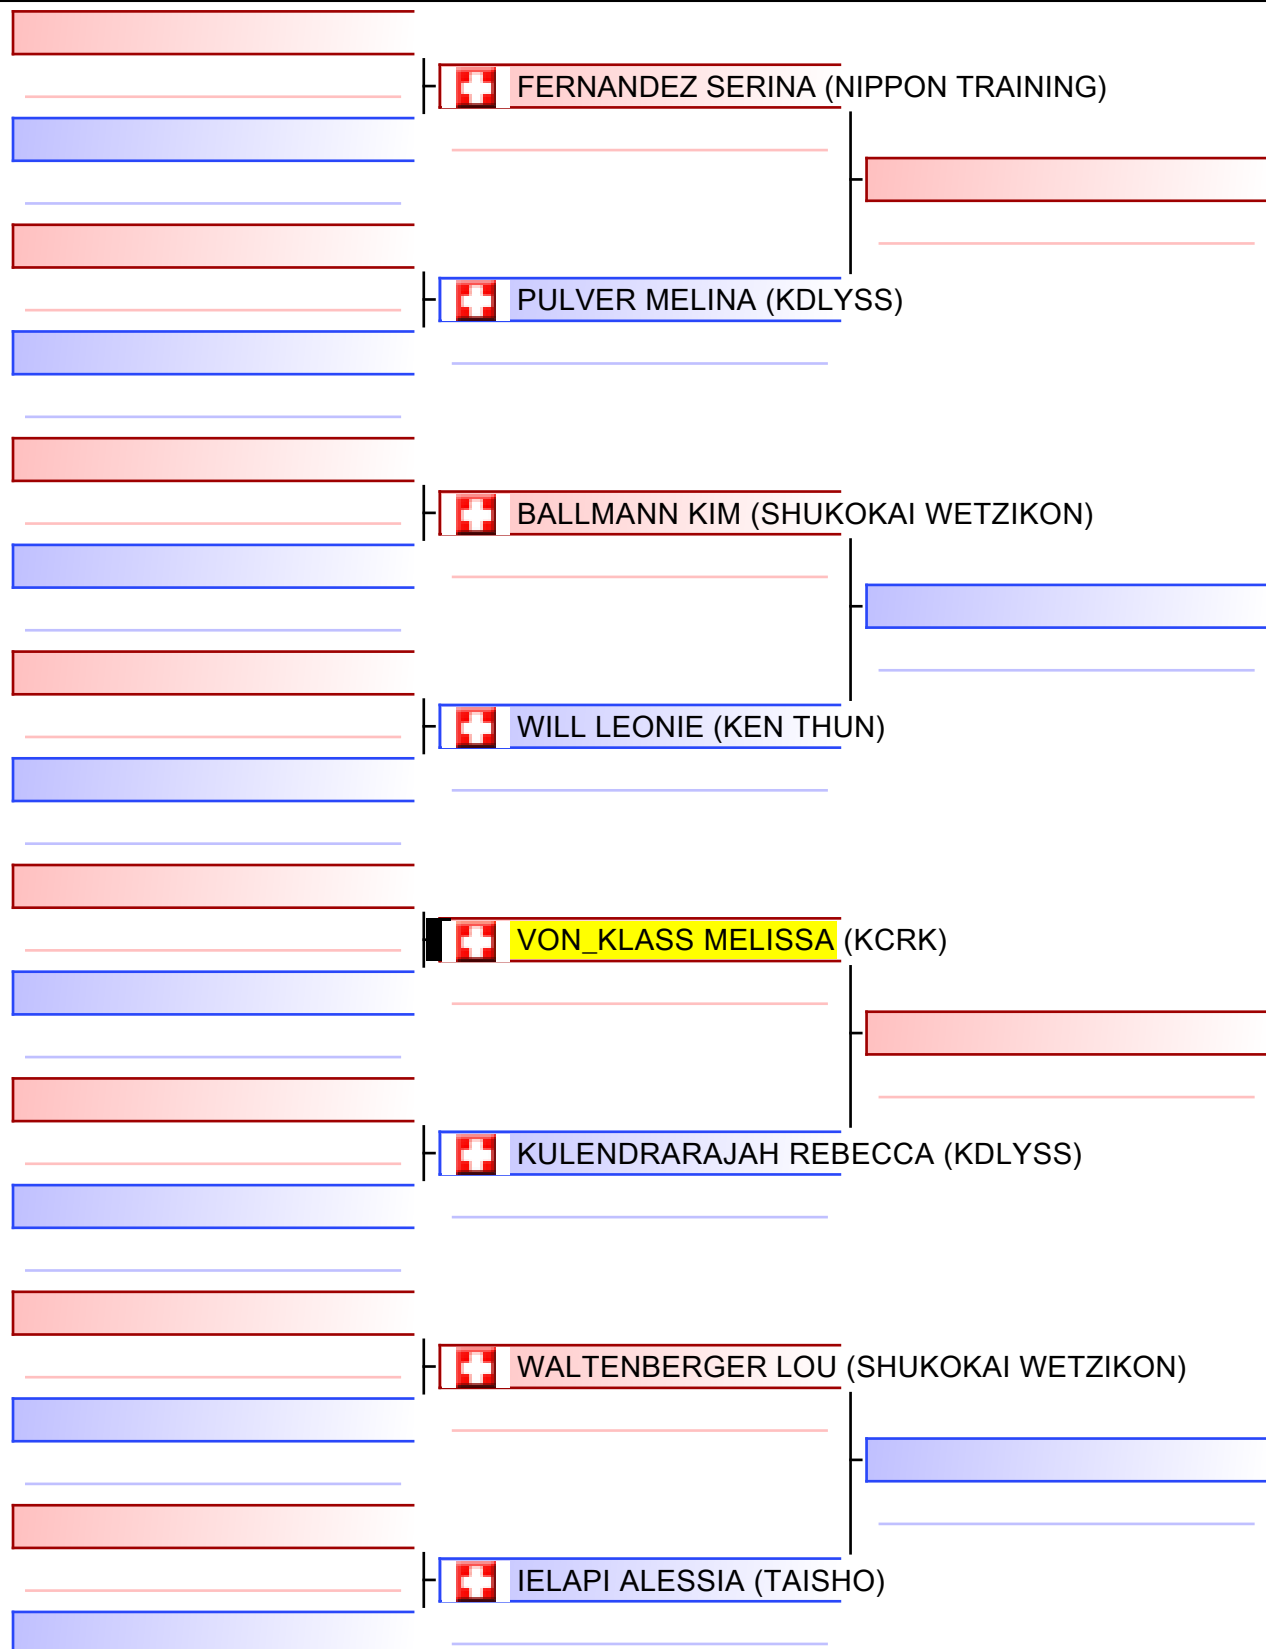 FERNANDEZ SERINA (NIPPON TRAINING)
PULVER MELINA (KDLYSS)
BALLMANN KIM (SHUKOKAI WETZIKON)
WILL LEONIE (KEN THUN)
VON_KLASS MELISSA (KCRK)
KULENDRARAJAH REBECCA (KDLYSS)
WALTENBERGER LOU (SHUKOKAI WETZIKON)
IELAPI ALESSIA (TAISHO)